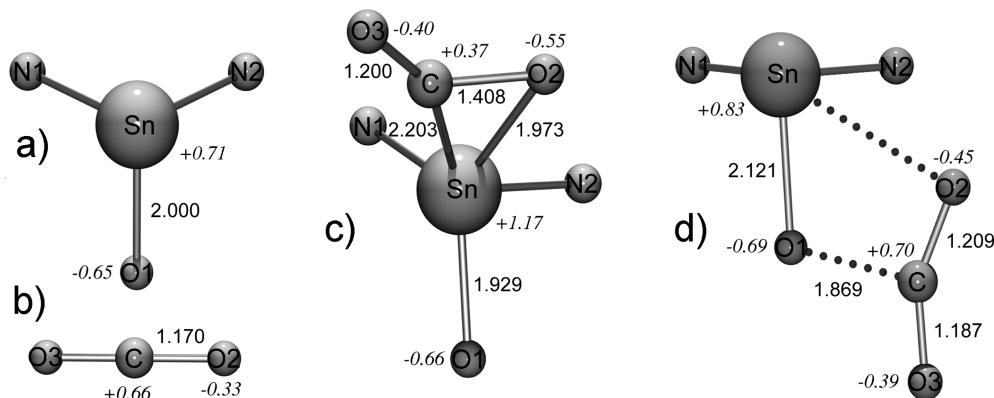 a)
N1
N2
Sn
+0.71
2.000
-0.65
O1
b)
1.170
O3
C
O2
+0.66
-0.33
c)
O3
-0.40
+0.37
-0.55
1.200
C
O2
1.408
N1
2.203
1.973
Sn
N2
+1.17
1.929
-0.66
O1
d)
N1
Sn
N2
+0.83
-0.45
2.121
O2
-0.69
O1
+0.70
1.209
C
1.869
1.187
-0.39
O3